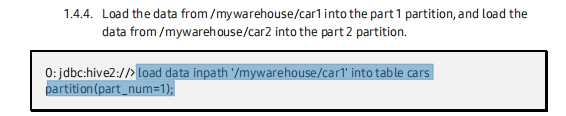 1.4.4. Load the data from /mywarehouse/car1 into the part 1 partition, and load the
data from /mywarehouse/car2 into the part 2 partition.
0: jdbc:hive2://> load data inpath '/mywarehouse/car1' into table cars
partition(part_num=1);